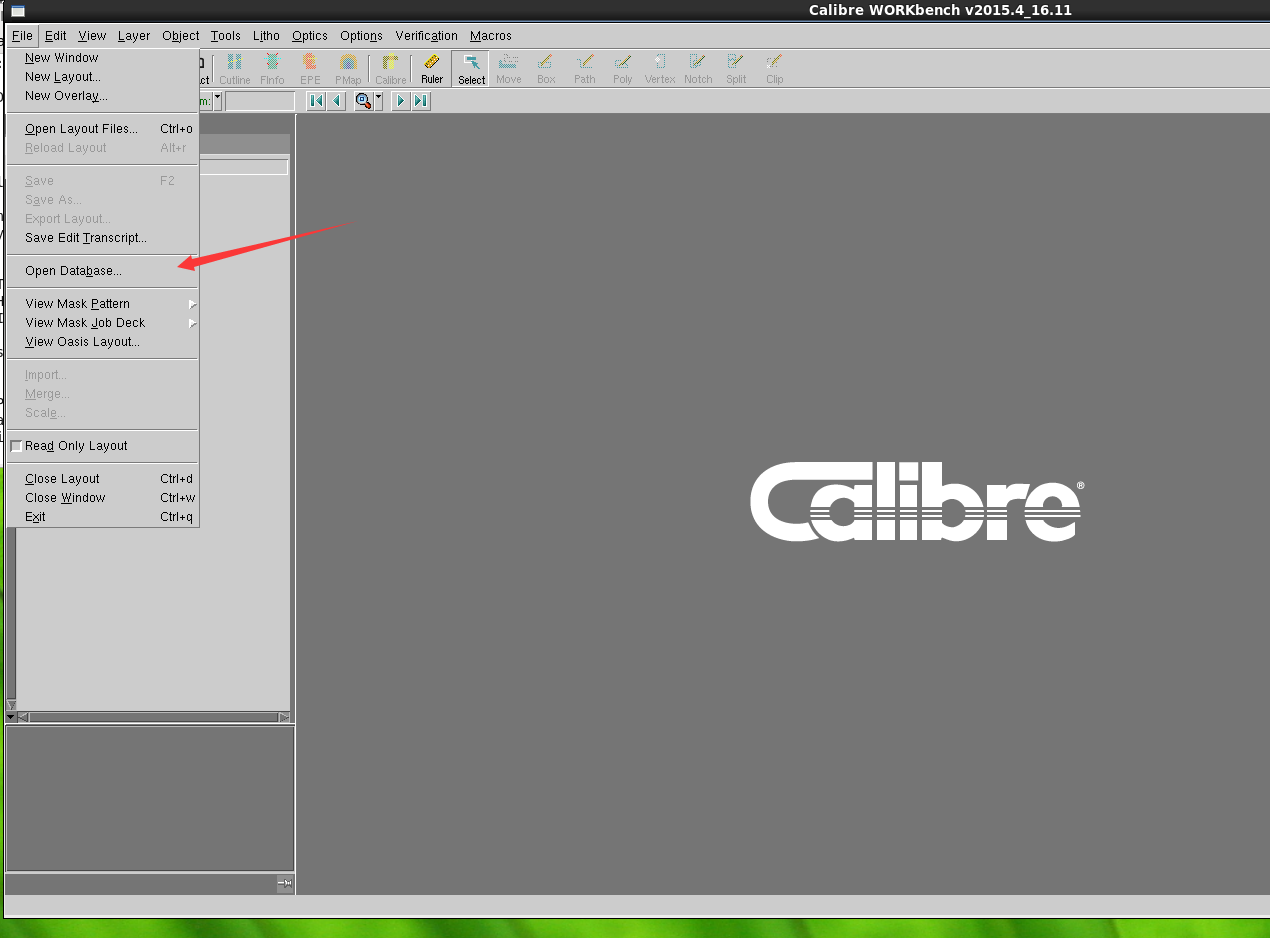 Calibre WORKbench v2015.4_16.11
File Edit View Layer Object Tools Litho Optics Options Verification Macros
New Window
New Layout...
New Overlay...
Open Layout Files... Ctrl+o
Reload Layout Alt+r
Save F2
Save As...
Export Layout...
Save Edit Transcript...
Open Database...
View Mask Pattern
View Mask Job Deck
View Oasis Layout...
Import...
Merge...
Scale...
Read Only Layout
Close Layout Ctrl+d
Close Window Ctrl+w
Exit Ctrl+q
ct Cutline FInfo EPE PMap Calibre Ruler Select Move Box Path Poly Vertex Notch Split Clip
m:
Calibre®